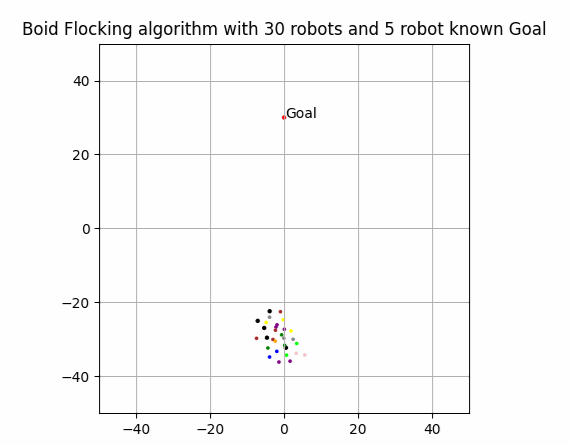 Boid Flocking algorithm with 30 robots and 5 robot known Goal
40
Goal
20
0
−20
−40
−40 −20 0 20 40